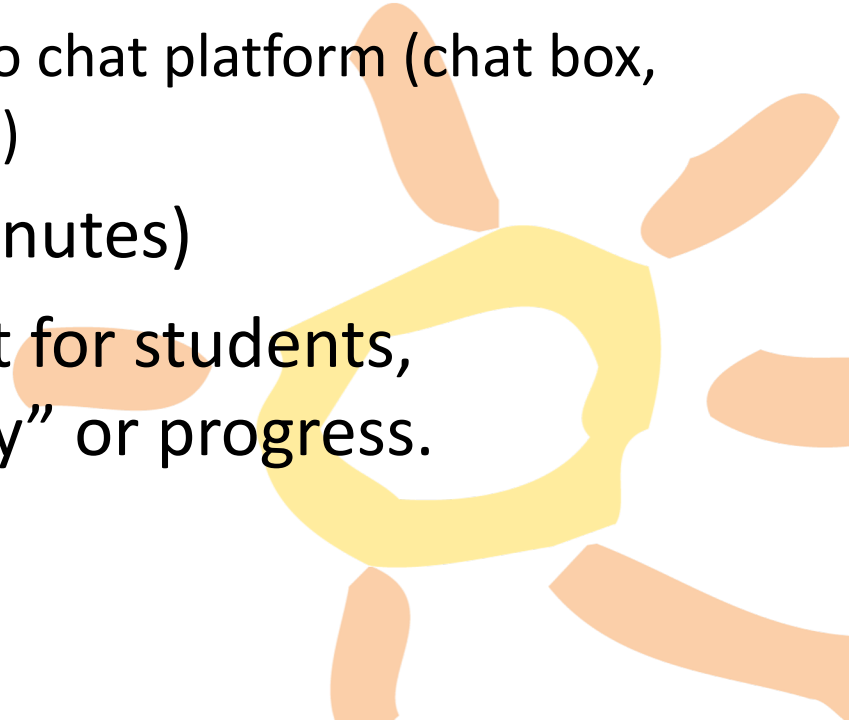 o chat platform (chat box,
)
nutes)
t for students,
y” or progress.